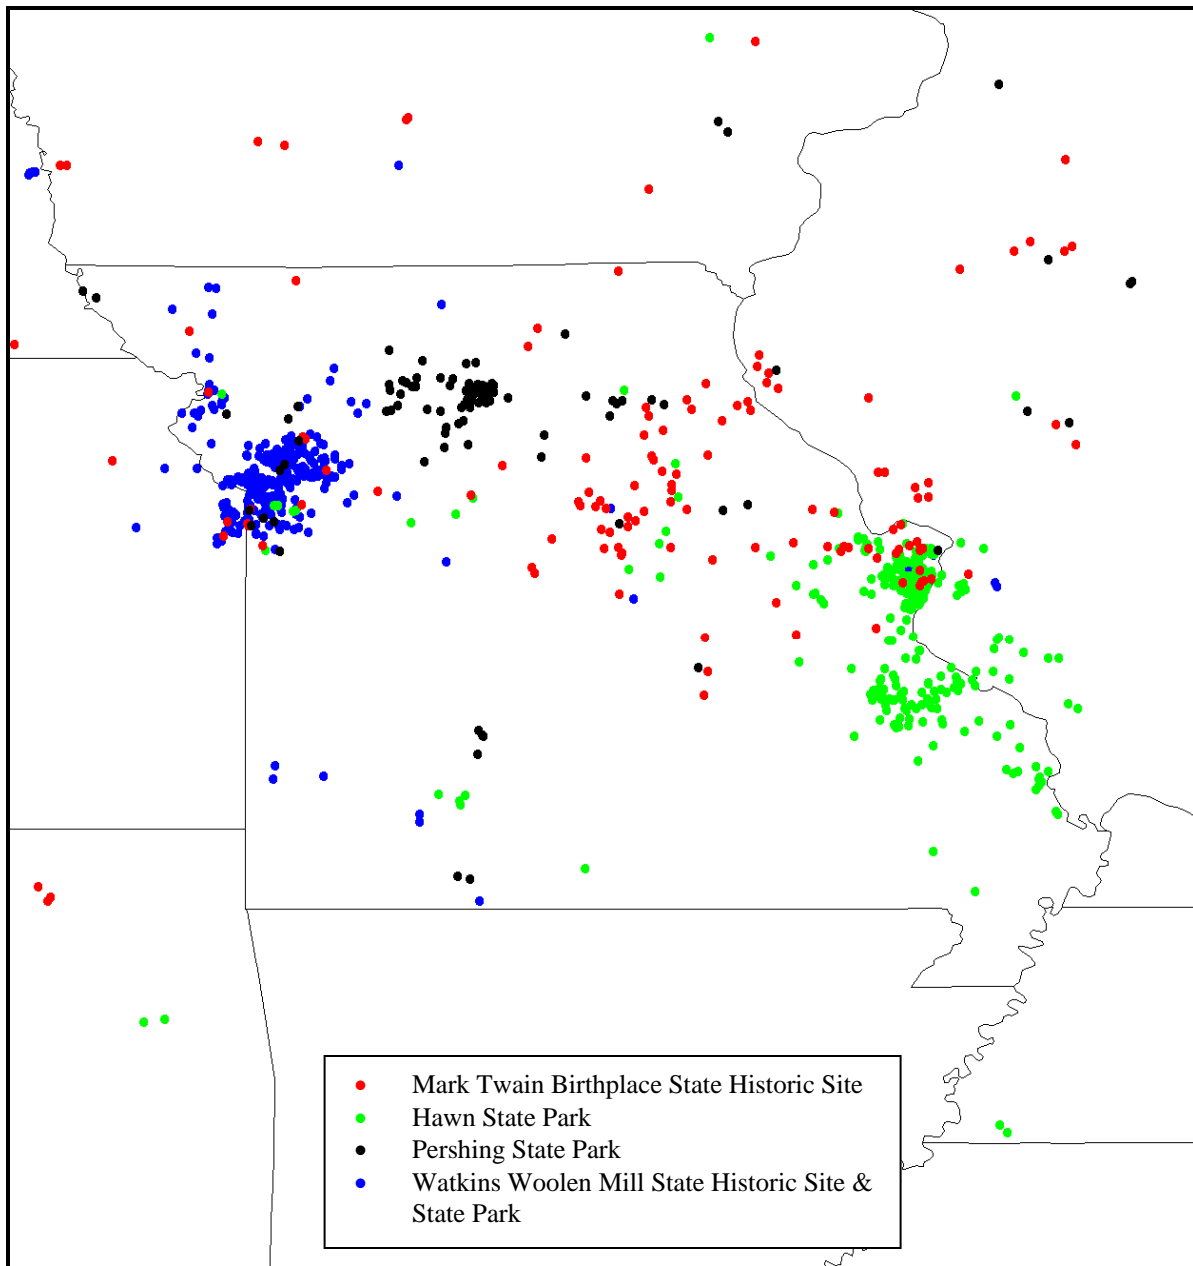 Mark Twain Birthplace State Historic Site
Hawn State Park
Pershing State Park
Watkins Woolen Mill State Historic Site &
State Park